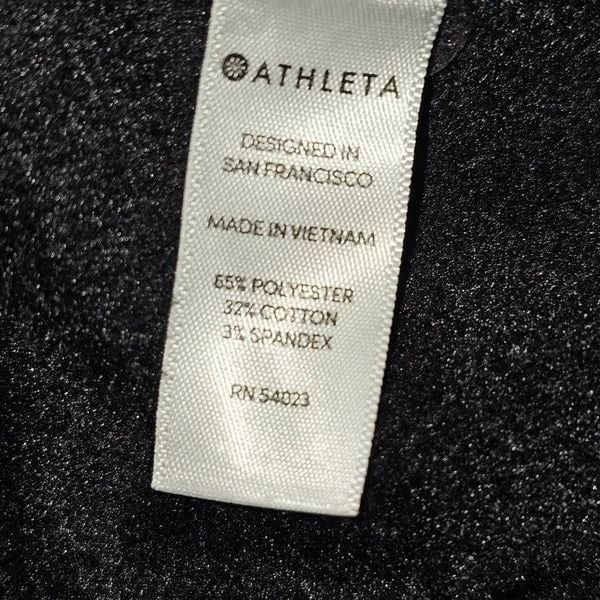 ATHLETA
DESIGNED IN
SAN FRANCISCO
MADE IN VIETNAM
65% POLYESTER
32% COTTON
3% SPANDEX
RN 54023